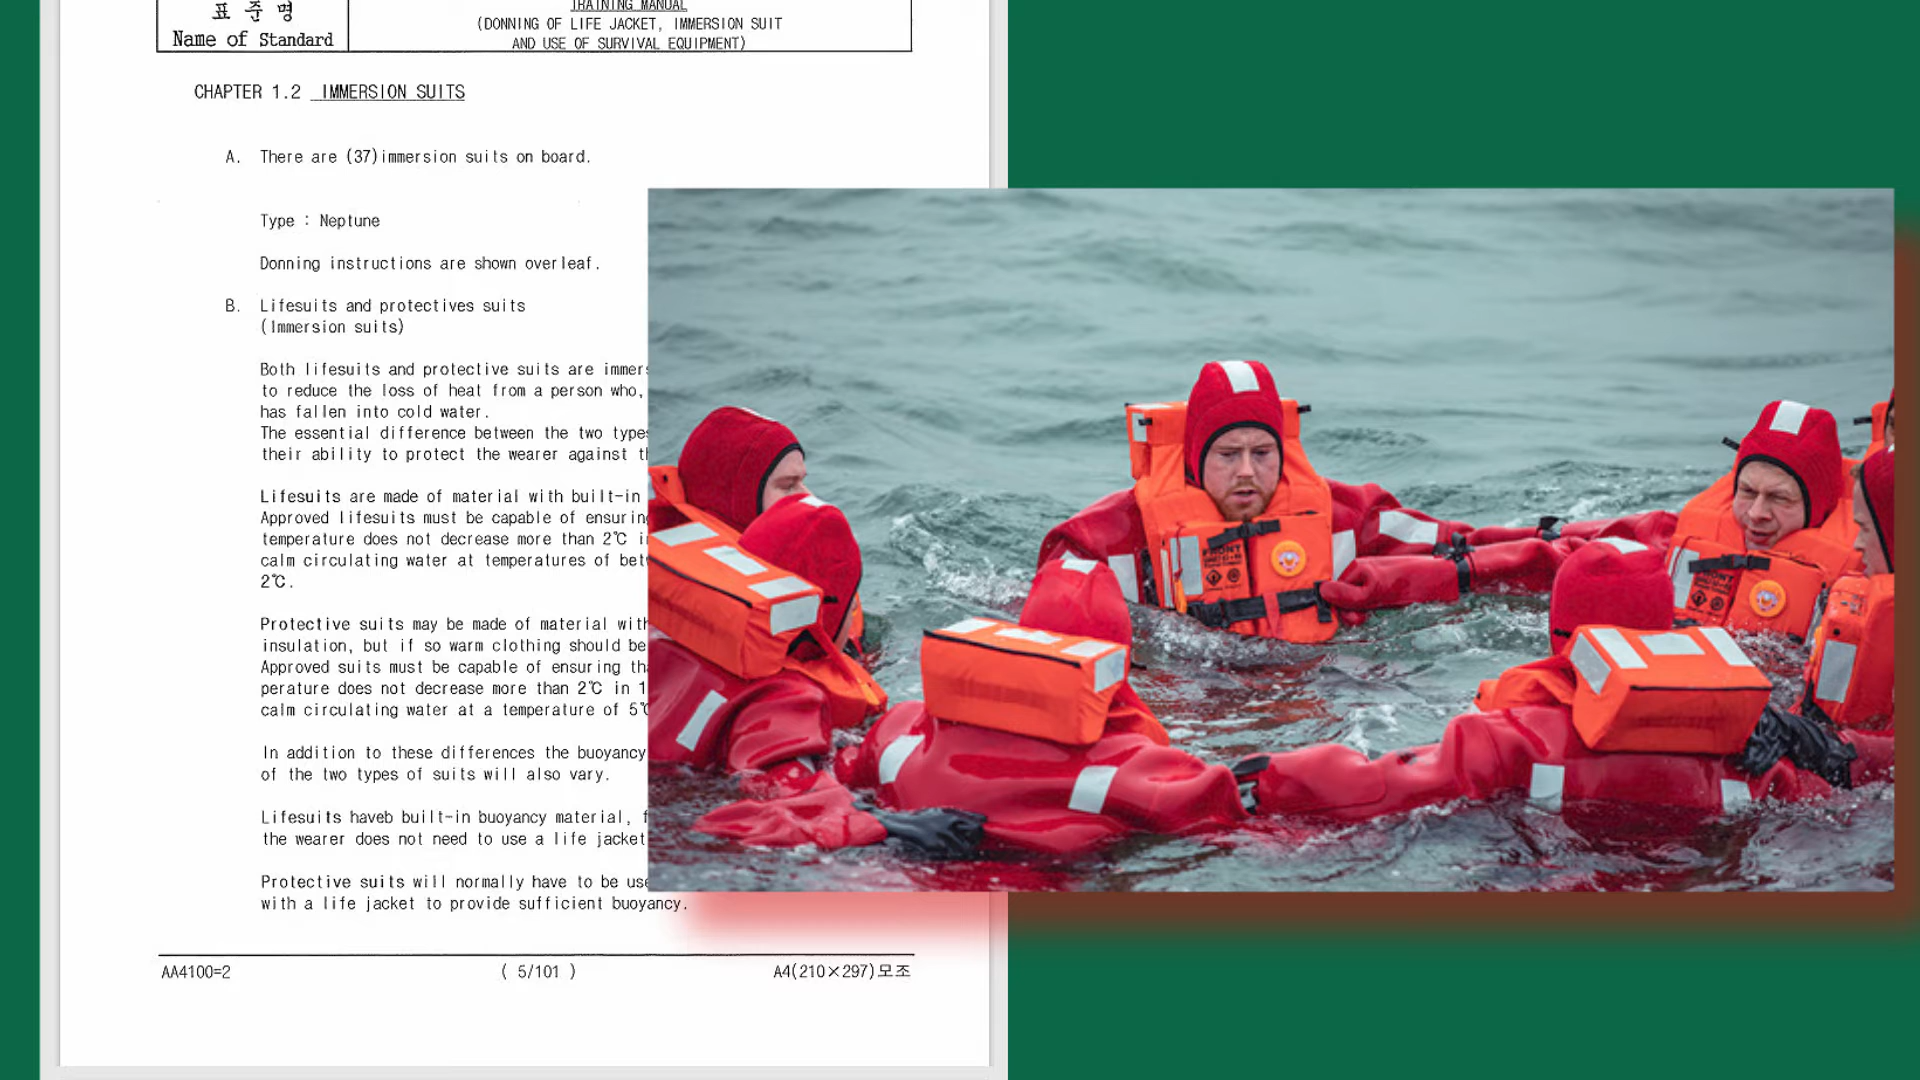 표 준 명
Name of Standard
TRAINING MANUAL
(DONNING OF LIFE JACKET, IMMERSION SUIT
AND USE OF SURVIVAL EQUIPMENT)
CHAPTER 1.2 IMMERSION SUITS
A. There are (37)immersion suits on board.
Type : Neptune
Donning instructions are shown overleaf.
B. Lifesuits and protectives suits
(Immersion suits)
Both lifesuits and protective suits are
to reduce the loss of heat from a person who,
has fallen into cold water.
The essential difference between the two
their ability to protect the wearer against
Lifesuits are made of material with built-in
Approved lifesuits must be capable of
temperature does not decrease more than 2℃
calm circulating water at temperatures of
2℃.
Protective suits may be made of material
insulation, but if so warm clothing should be
Approved suits must be capable of ensuring
perature does not decrease more than 2℃ in
calm circulating water at a temperature of
In addition to these differences the buoyancy
of the two types of suits will also vary.
Lifesuits haveb built-in buoyancy material,
the wearer does not need to use a life jacket
Protective suits will normally have to be
with a life jacket to provide sufficient buoyancy.
AA4100=2 ( 5/101 ) A4(210×297)모조
FRONT